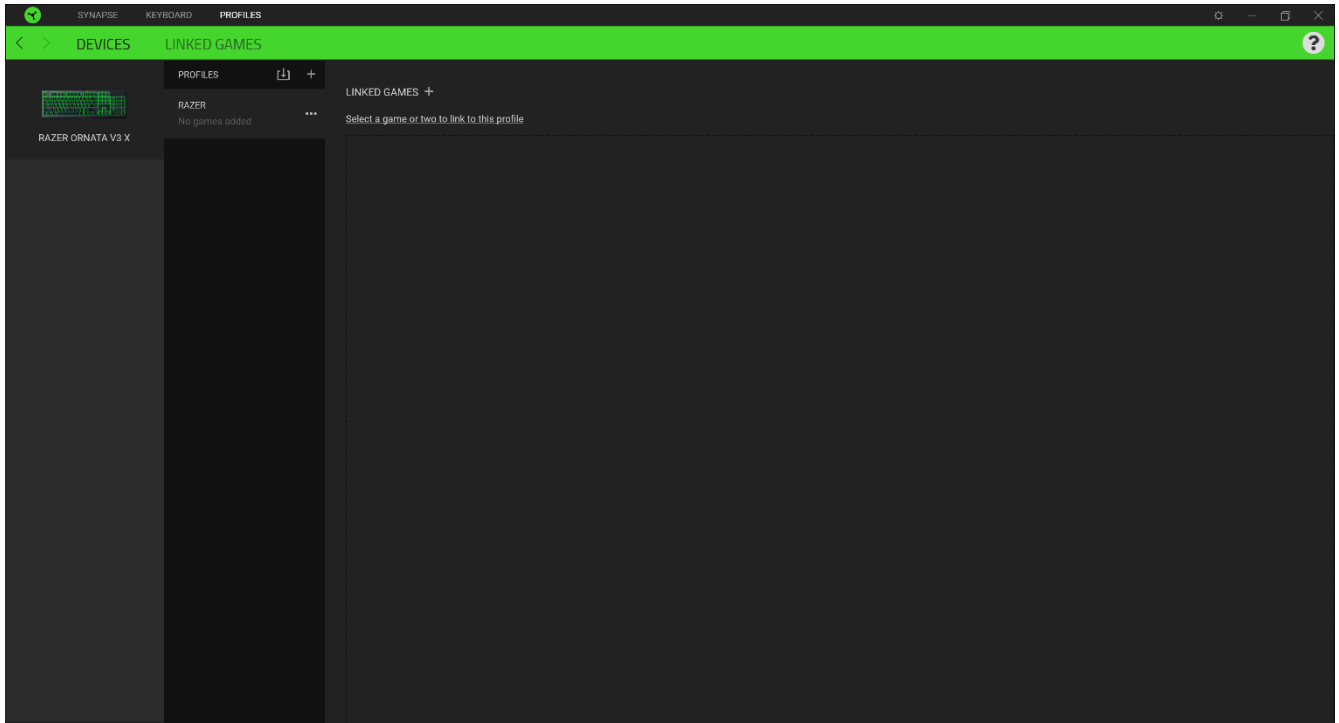 SYNAPSE KEYBOARD PROFILES
DEVICES LINKED GAMES
?
RAZER ORNATA V3 X
PROFILES
RAZER
No games added
LINKED GAMES +
Select a game or two to link to this profile